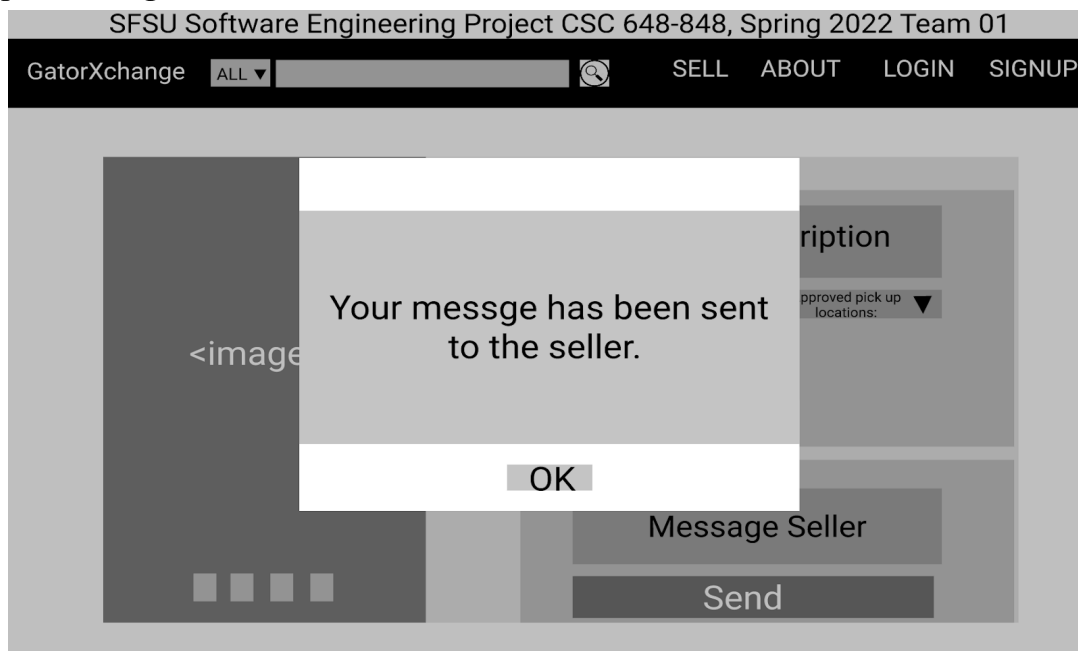 SFSU Software Engineering Project CSC 648-848, Spring 2022 Team 01
GatorXchange ALL ▼ SELL ABOUT LOGIN SIGNUP
ription
pproved pick up ▼
locations:
Your messge has been sent
to the seller.
<image
OK
Message Seller
Send